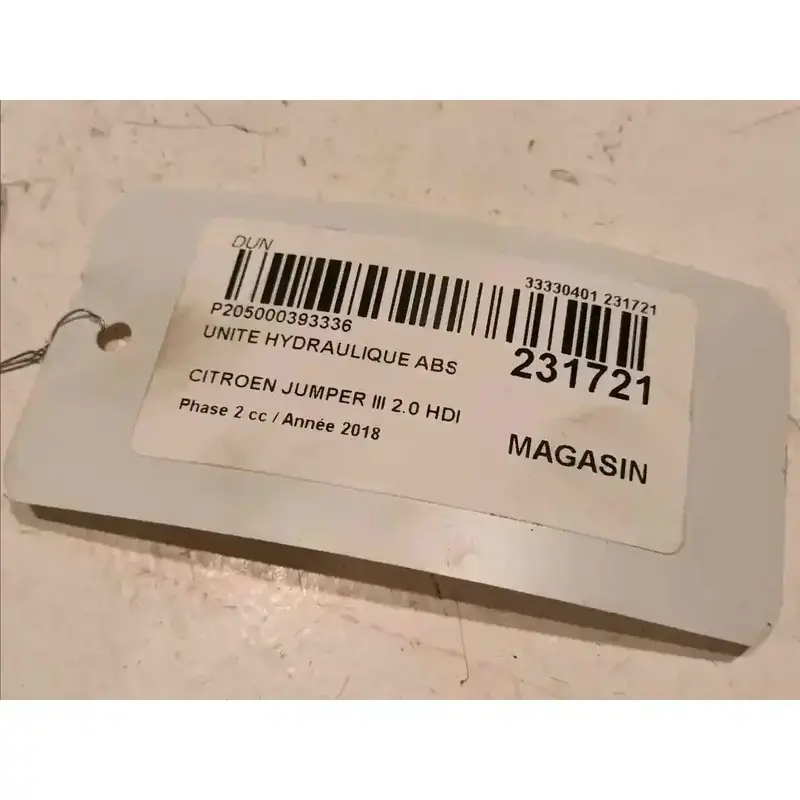 DUN
33330401 231721
P205000393336
UNITE HYDRAULIQUE ABS
231721
CITROEN JUMPER III 2.0 HDI
Phase 2 cc / Année 2018
MAGASIN